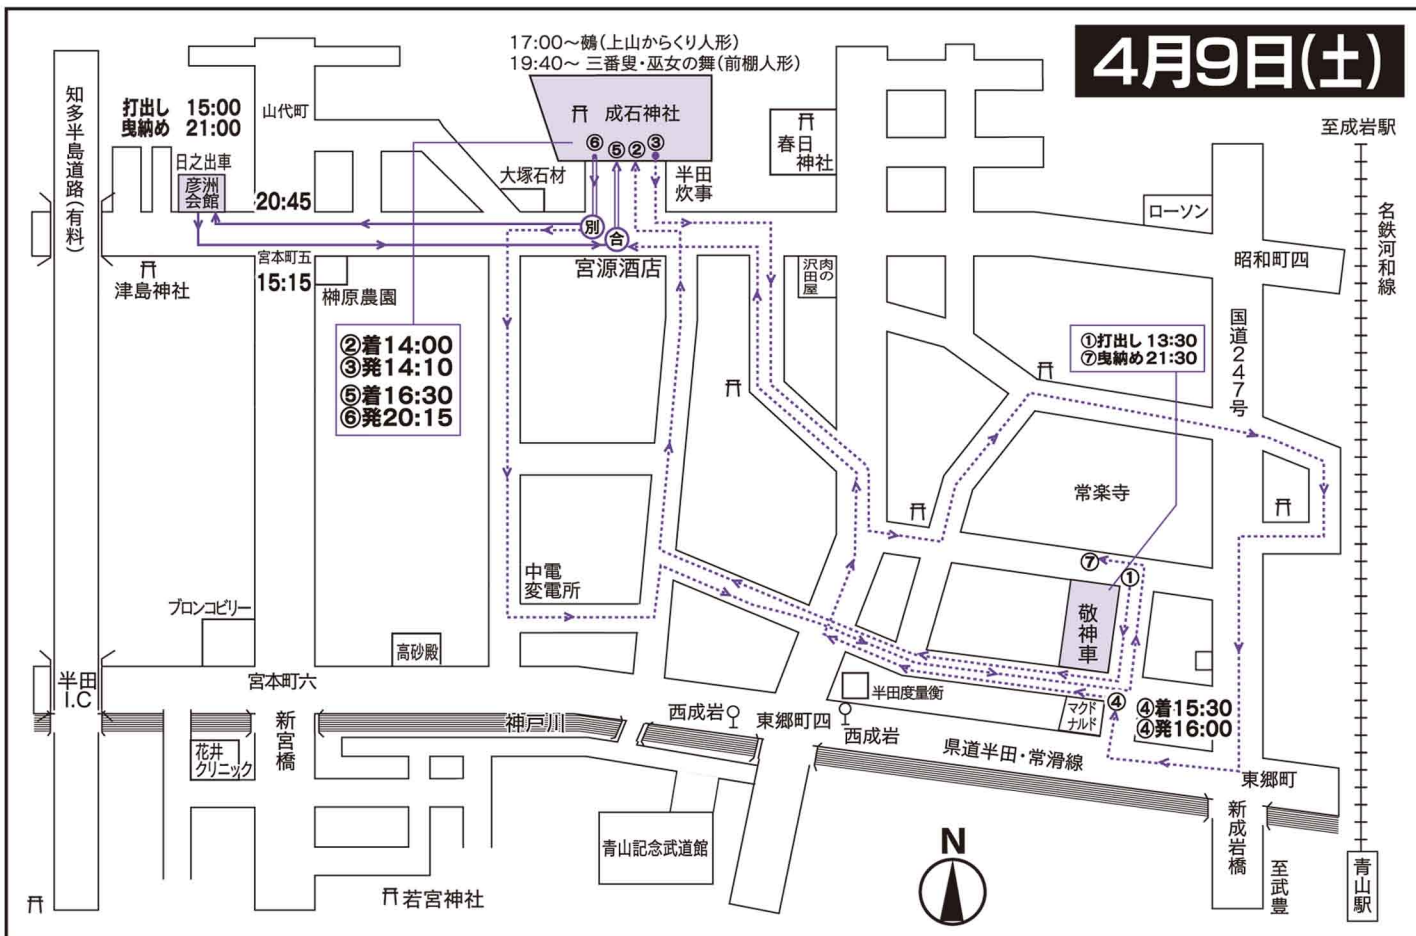 4月9日(土)
17:00〜鵺(上山からくり人形)
19:40〜 三番叟・巫女の舞(前棚人形)
至成岩駅
知多半島道路(有料)
打出し 15:00
曳納め 21:00
山代町
日之出車
彦洲
会館
20:45
成石神社
⑥
⑤
②
③
大塚石材
半田
炊事
春日
神社
ローソン
名鉄河和線
別
合
宮源酒店
宮本町五
15:15
津島神社
榊原農園
肉の
沢田屋
昭和町四
国道247号
②着14:00
③発14:10
⑤着16:30
⑥発20:15
①打出し 13:30
⑦曳納め 21:30
常楽寺
中電
変電所
⑦
①
敬神車
ブロンコビリー
高砂殿
半田
I.C
宮本町六
新宮橋
神戸川
西成岩
東郷町四
西成岩
半田度量衡
マクド
ナルド
④
④着15:30
④発16:00
花井
クリニック
県道半田・常滑線
東郷町
新成岩橋
至武豊
青山駅
青山記念武道館
若宮神社
N